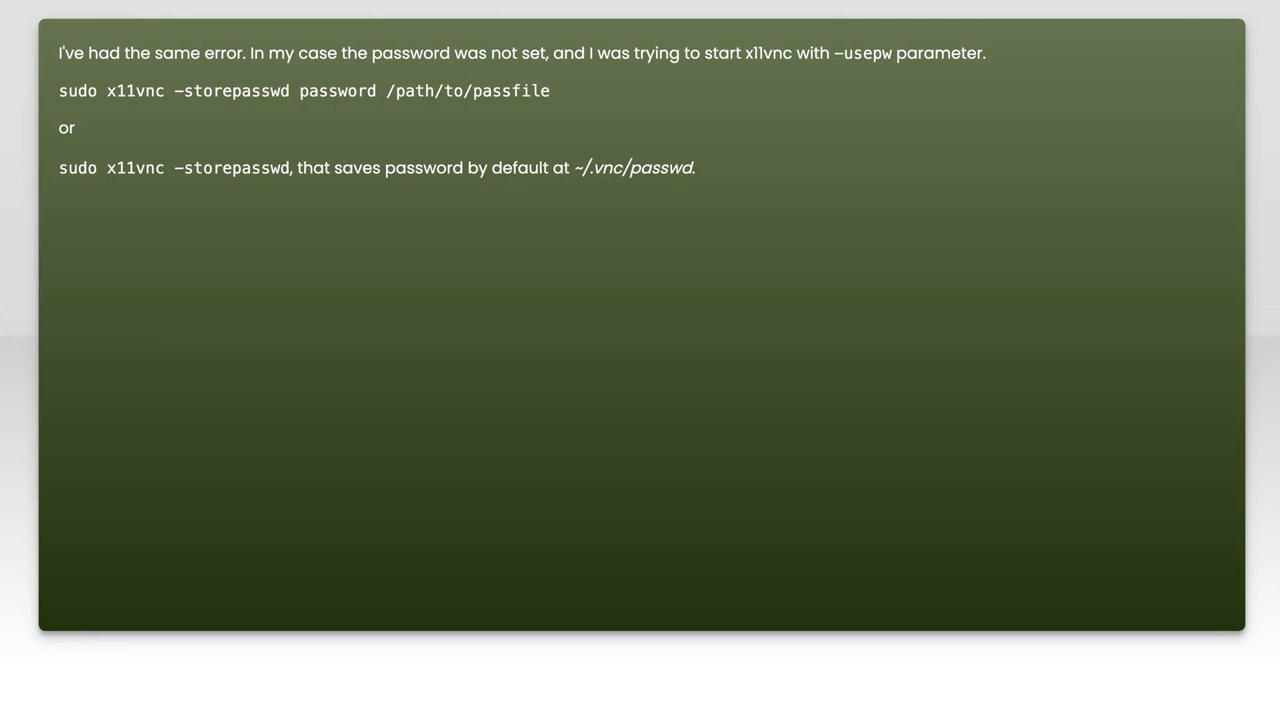 I've had the same error. In my case the password was not set, and I was trying to start x11vnc with –usepw parameter.
sudo x11vnc –storepasswd password /path/to/passfile
or
sudo x11vnc –storepasswd, that saves password by default at ~/.vnc/passwd.